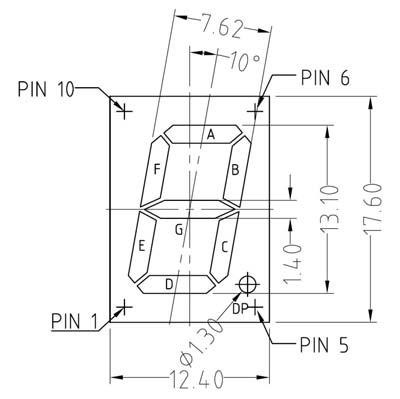 7.62
10°
PIN 10
PIN 6
A
F
B
G
E
C
D
DP
1.40
13.10
17.60
PIN 1
ø1.30
PIN 5
12.40